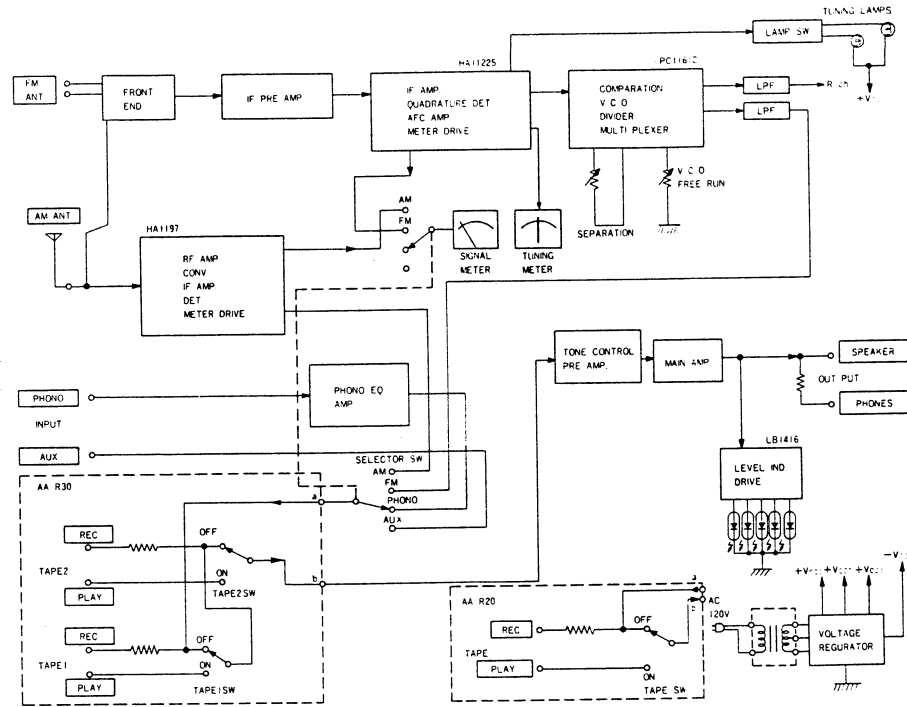 TUNING LAMPS
LAMP SW
HA11225
FM
ANT
FRONT
END
IF PRE AMP
IF AMP
QUADRATURE DET
AFC AMP
METER DRIVE
COMPARATION
V C O
DIVIDER
MULTI PLEXER
LPF
R ch
LPF
V C O
FREE RUN
SEPARATION
AM
FM
SIGNAL
METER
TUNING
METER
AM ANT
HA1197
RF AMP
CONV
IF AMP
DET
METER DRIVE
TONE CONTROL
PRE AMP.
MAIN AMP
SPEAKER
OUT PUT
PHONES
PHONO
INPUT
AUX
PHONO EQ
AMP
SELECTOR SW
AM
FM
PHONO
AUX
LB1416
LEVEL IND.
DRIVE
AA R30
a
REC
OFF
TAPE2
ON
TAPE2SW
b
PLAY
REC
OFF
TAPE1
ON
TAPE1SW
PLAY
AA R20
a
REC
OFF
TAPE
PLAY
ON
TAPE SW
AC
120V
VOLTAGE
REGURATOR